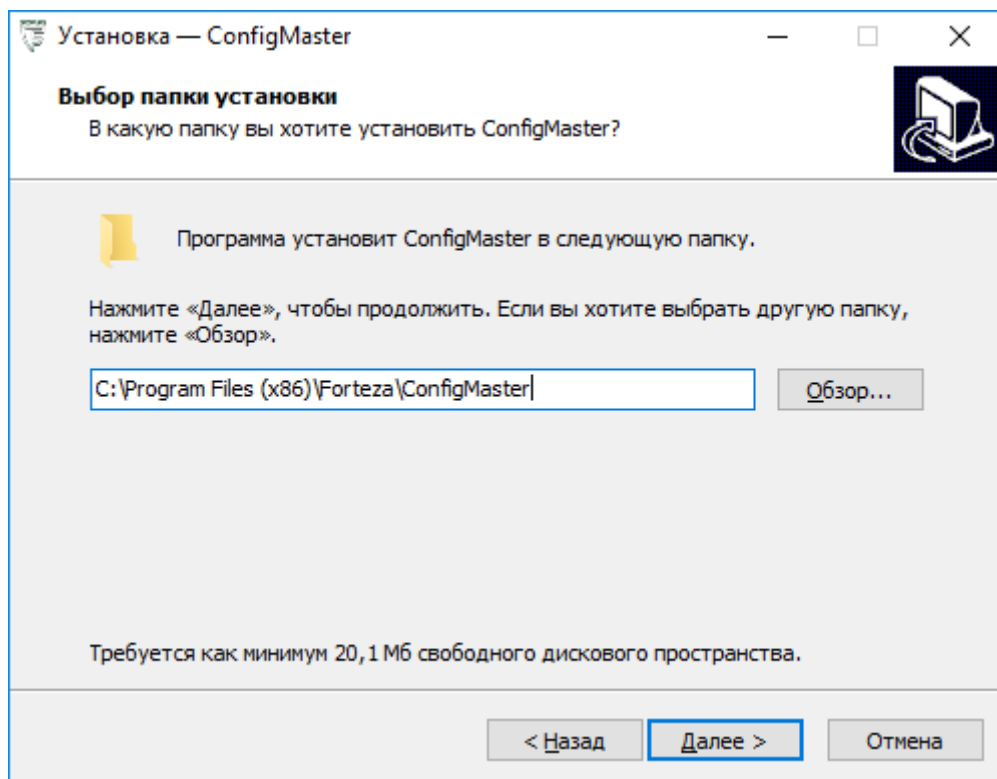 Установка — ConfigMaster
Выбор папки установки
В какую папку вы хотите установить ConfigMaster?
Программа установит ConfigMaster в следующую папку.
Нажмите «Далее», чтобы продолжить. Если вы хотите выбрать другую папку,
нажмите «Обзор».
C:\Program Files (x86)\Forteza\ConfigMaster
Обзор...
Требуется как минимум 20,1 Мб свободного дискового пространства.
< Назад
Далее >
Отмена